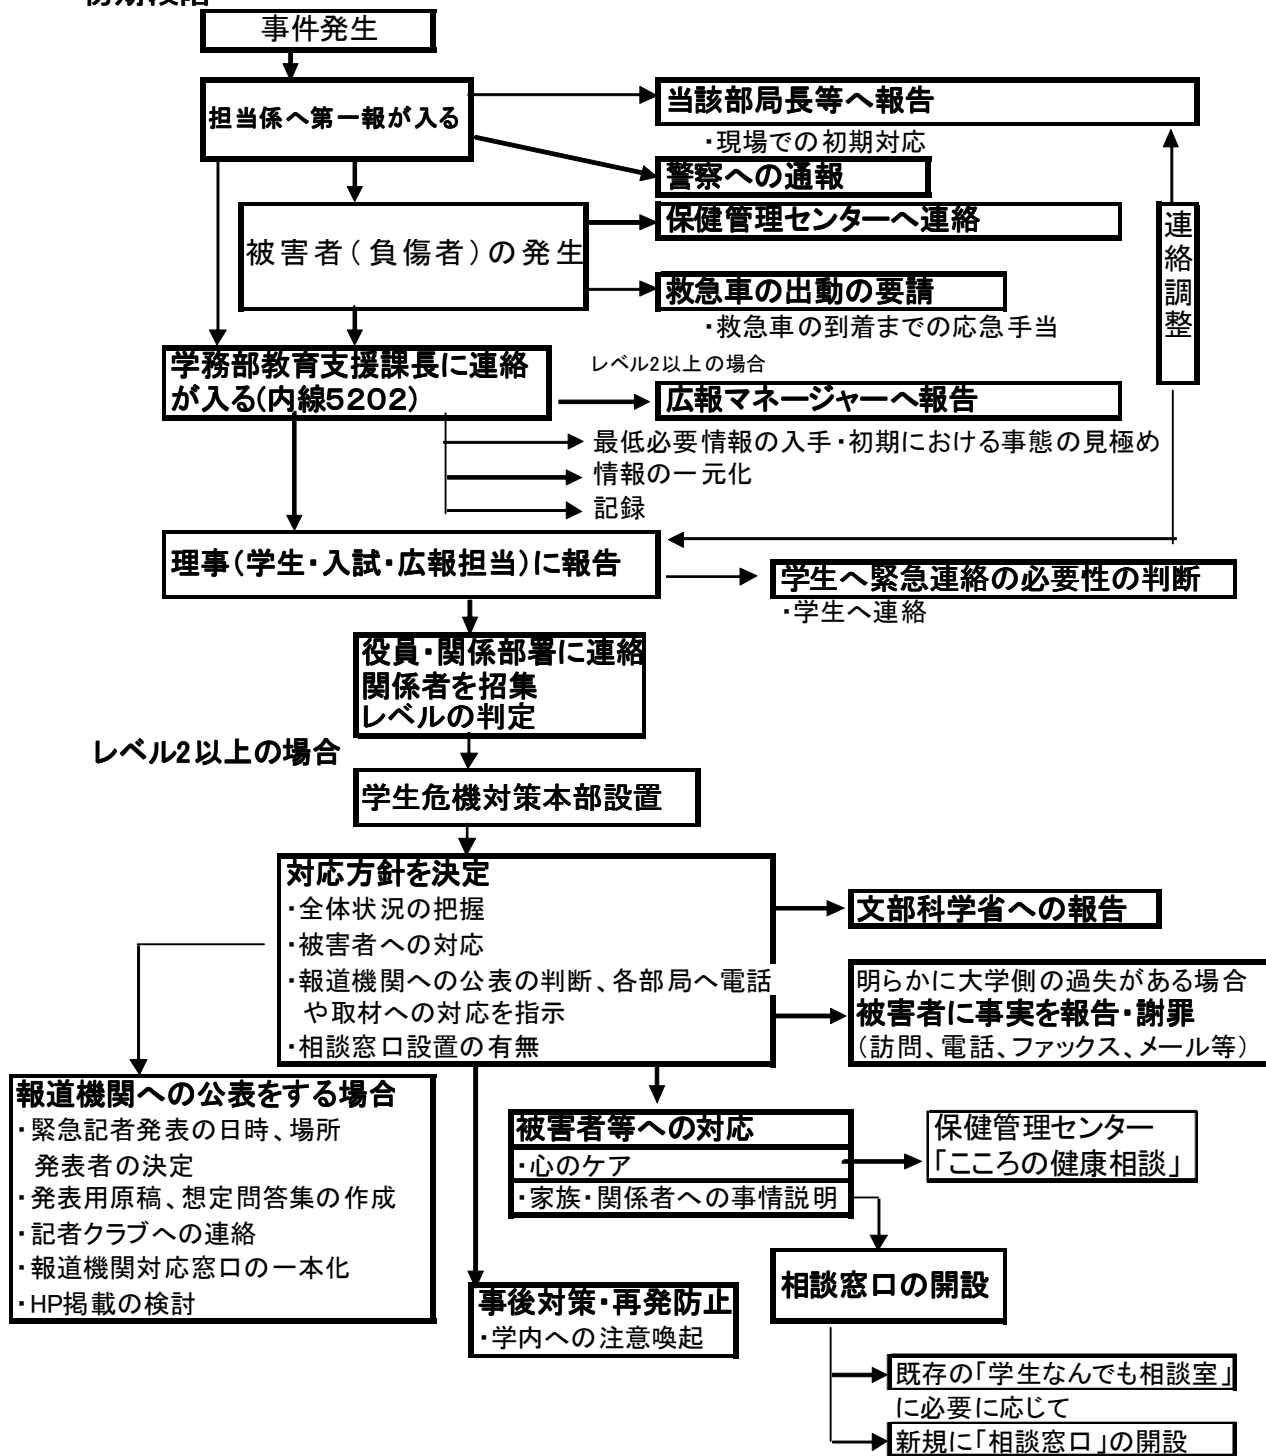 初期段階
事件発生
担当係へ第一報が入る
当該部局長等へ報告
・現場での初期対応
警察への通報
保健管理センターへ連絡
被害者(負傷者)の発生
連絡調整
救急車の出動の要請
・救急車の到着までの応急手当
学務部教育支援課長に連絡
が入る(内線5202)
レベル2以上の場合
広報マネージャーへ報告
最低必要情報の入手・初期における事態の見極め
情報の一元化
記録
理事(学生・入試・広報担当)に報告
学生へ緊急連絡の必要性の判断
・学生へ連絡
役員・関係部署に連絡
関係者を招集
レベルの判定
レベル2以上の場合
学生危機対策本部設置
対応方針を決定
・全体状況の把握
・被害者への対応
・報道機関への公表の判断、各部局へ電話
や取材への対応を指示
・相談窓口設置の有無
文部科学省への報告
明らかに大学側の過失がある場合
被害者に事実を報告・謝罪
(訪問、電話、ファックス、メール等)
報道機関への公表をする場合
・緊急記者発表の日時、場所
発表者の決定
・発表用原稿、想定問答集の作成
・記者クラブへの連絡
・報道機関対応窓口の一本化
・HP掲載の検討
被害者等への対応
・心のケア
・家族・関係者への事情説明
保健管理センター
「こころの健康相談」
相談窓口の開設
事後対策・再発防止
・学内への注意喚起
既存の「学生なんでも相談室」
に必要に応じて
新規に「相談窓口」の開設